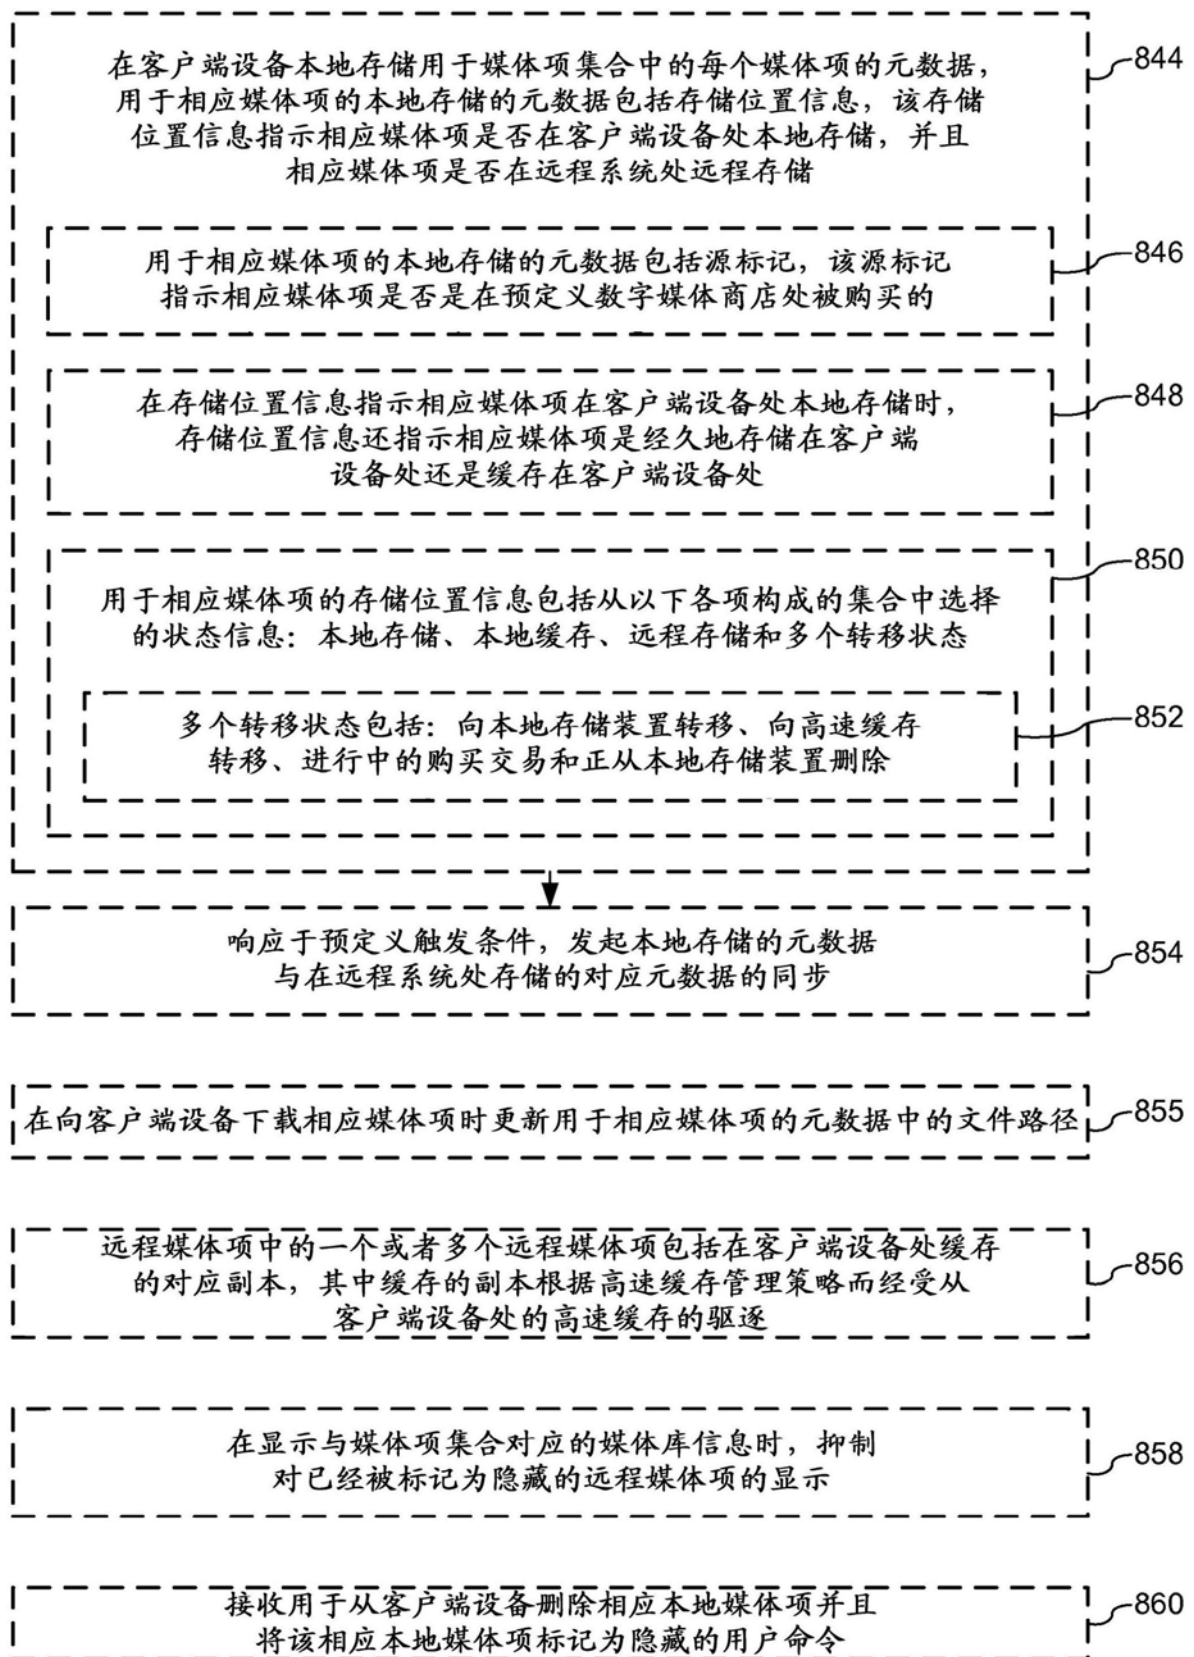 在客户端设备本地存储用于媒体项集合中的每个媒体项的元数据，
用于相应媒体项的本地存储的元数据包括存储位置信息，该存储
位置信息指示相应媒体项是否在客户端设备处本地存储，并且
相应媒体项是否在远程系统处远程存储
844
用于相应媒体项的本地存储的元数据包括源标记，该源标记
指示相应媒体项是否是在预定义数字媒体商店处被购买的
846
在存储位置信息指示相应媒体项在客户端设备处本地存储时，
存储位置信息还指示相应媒体项是经久地存储在客户端
设备处还是缓存在客户端设备处
848
用于相应媒体项的存储位置信息包括从以下各项构成的集合中选择
的状态信息：本地存储、本地缓存、远程存储和多个转移状态
850
多个转移状态包括：向本地存储装置转移、向高速缓存
转移、进行中的购买交易和正从本地存储装置删除
852
响应于预定义触发条件，发起本地存储的元数据
与在远程系统处存储的对应元数据的同步
854
在向客户端设备下载相应媒体项时更新用于相应媒体项的元数据中的文件路径
855
远程媒体项中的一个或者多个远程媒体项包括在客户端设备处缓存
的对应副本，其中缓存的副本根据高速缓存管理策略而经受从
客户端设备处的高速缓存的驱逐
856
在显示与媒体项集合对应的媒体库信息时，抑制
对已经被标记为隐藏的远程媒体项的显示
858
接收用于从客户端设备删除相应本地媒体项并且
将该相应本地媒体项标记为隐藏的用户命令
860